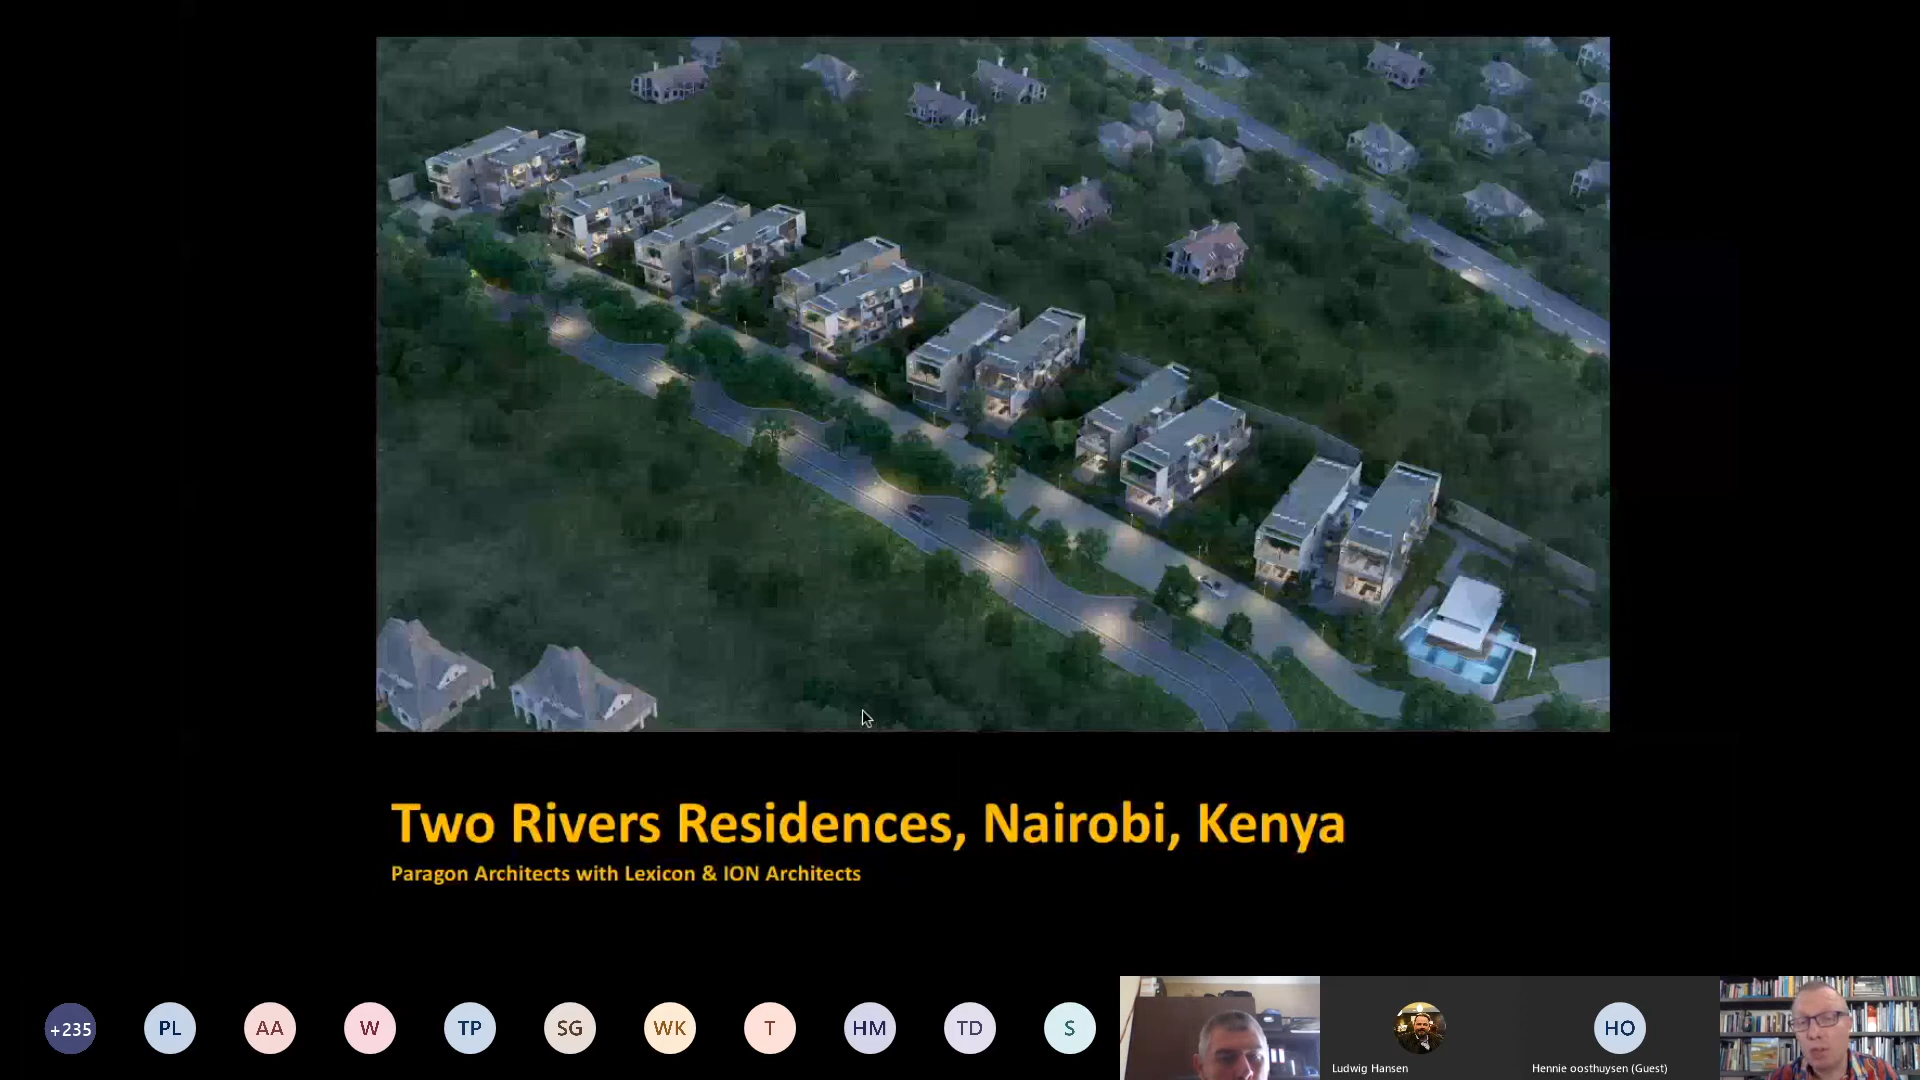 Two Rivers Residences, Nairobi, Kenya
Paragon Architects with Lexicon & ION Architects
+235
PL
AA
W
TP
SG
WK
T
HM
TD
S
HO
Ludwig Hansen
Hennie oosthuysen (Guest)